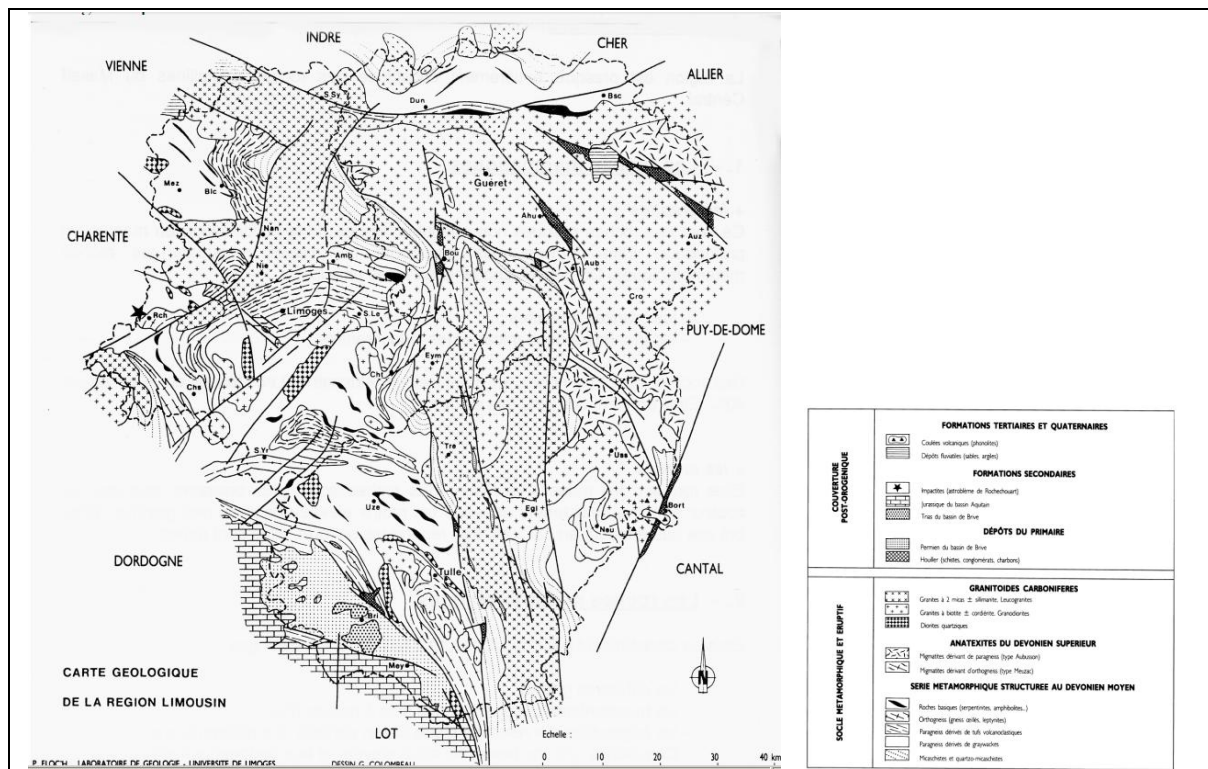 INDRE
CHER
VIENNE
ALLIER
S Sy
Dun
Bsc
Mez
Blc
Guéret
Ahu
Auz
CHARENTE
Nan
Amb
Bou
Aub
Nie
Cro
Rch
Limoges
S Le
PUY-DE-DOME
Eym
Cht
Chs
Tre
Uss
S Yr
Uze
Egl
Neu
Bort
DORDOGNE
Tulle
CANTAL
CARTE GEOLOGIQUE
DE LA REGION LIMOUSIN
Mey
N
LOT
Echelle :
0 10 20 30 40 km
P. FLOC'H LABORATOIRE DE GEOLOGIE - UNIVERSITE DE LIMOGES DESSIN G. COLOMBEAU
COUVERTURE
POST-OROGENIQUE
FORMATIONS TERTIAIRES ET QUATERNAIRES
Coulées volcaniques (phonolites)
Dépôts fluviatiles (sables, argiles)
FORMATIONS SECONDAIRES
Impactites (astroblème de Rochechouart)
Jurassique du bassin Aquitain
Trias du bassin de Brive
DÉPÔTS DU PRIMAIRE
Permien du bassin de Brive
Houiller (schistes, conglomérats, charbons)
SOCLE METAMORPHIQUE ET ERUPTIF
GRANITOIDES CARBONIFERES
Granites à 2 micas ± sillimanite, Leucogranites
Granites à biotite ± cordiérite, Granodiorites
Diorites quartziques
ANATEXITES DU DEVONIEN SUPERIEUR
Migmatites dérivant de paragneiss (type Aubusson)
Migmatites dérivant d'orthogneiss (type Meuzac)
SERIE METAMORPHIQUE STRUCTUREE AU DEVONIEN MOYEN
Roches basiques (serpentinites, amphibolites,..)
Orthogneiss (gneiss œillés, leptynites)
Paragneiss dérivés de tufs volcanoclastiques
Paragneiss dérivés de graywackes
Micaschistes et quartzo-micaschistes